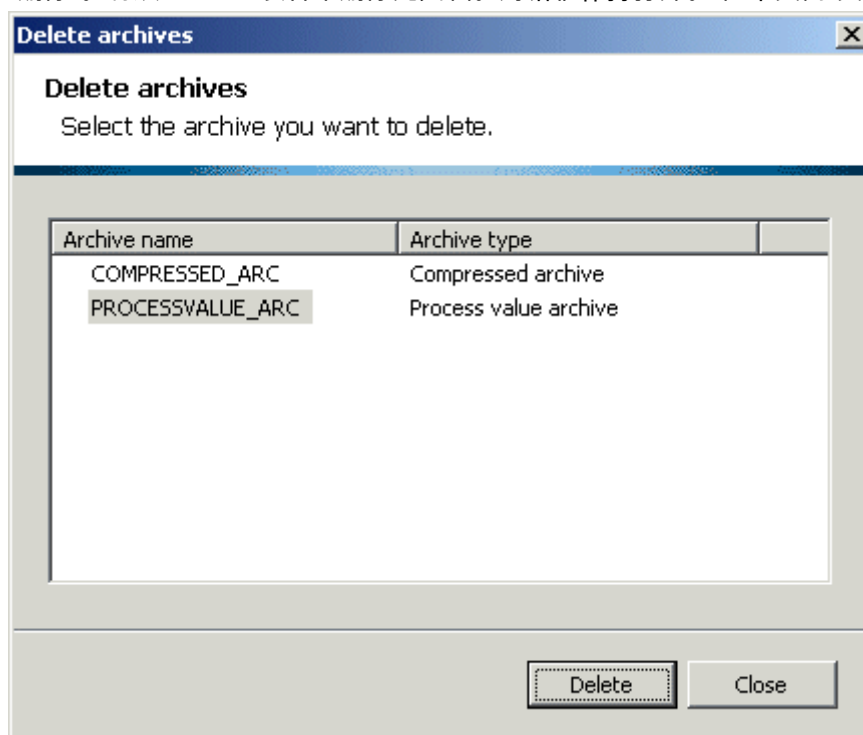 Delete archives
Delete archives
Select the archive you want to delete.
Archive name Archive type
COMPRESSED_ARC Compressed archive
PROCESSVALUE_ARC Process value archive
Delete Close